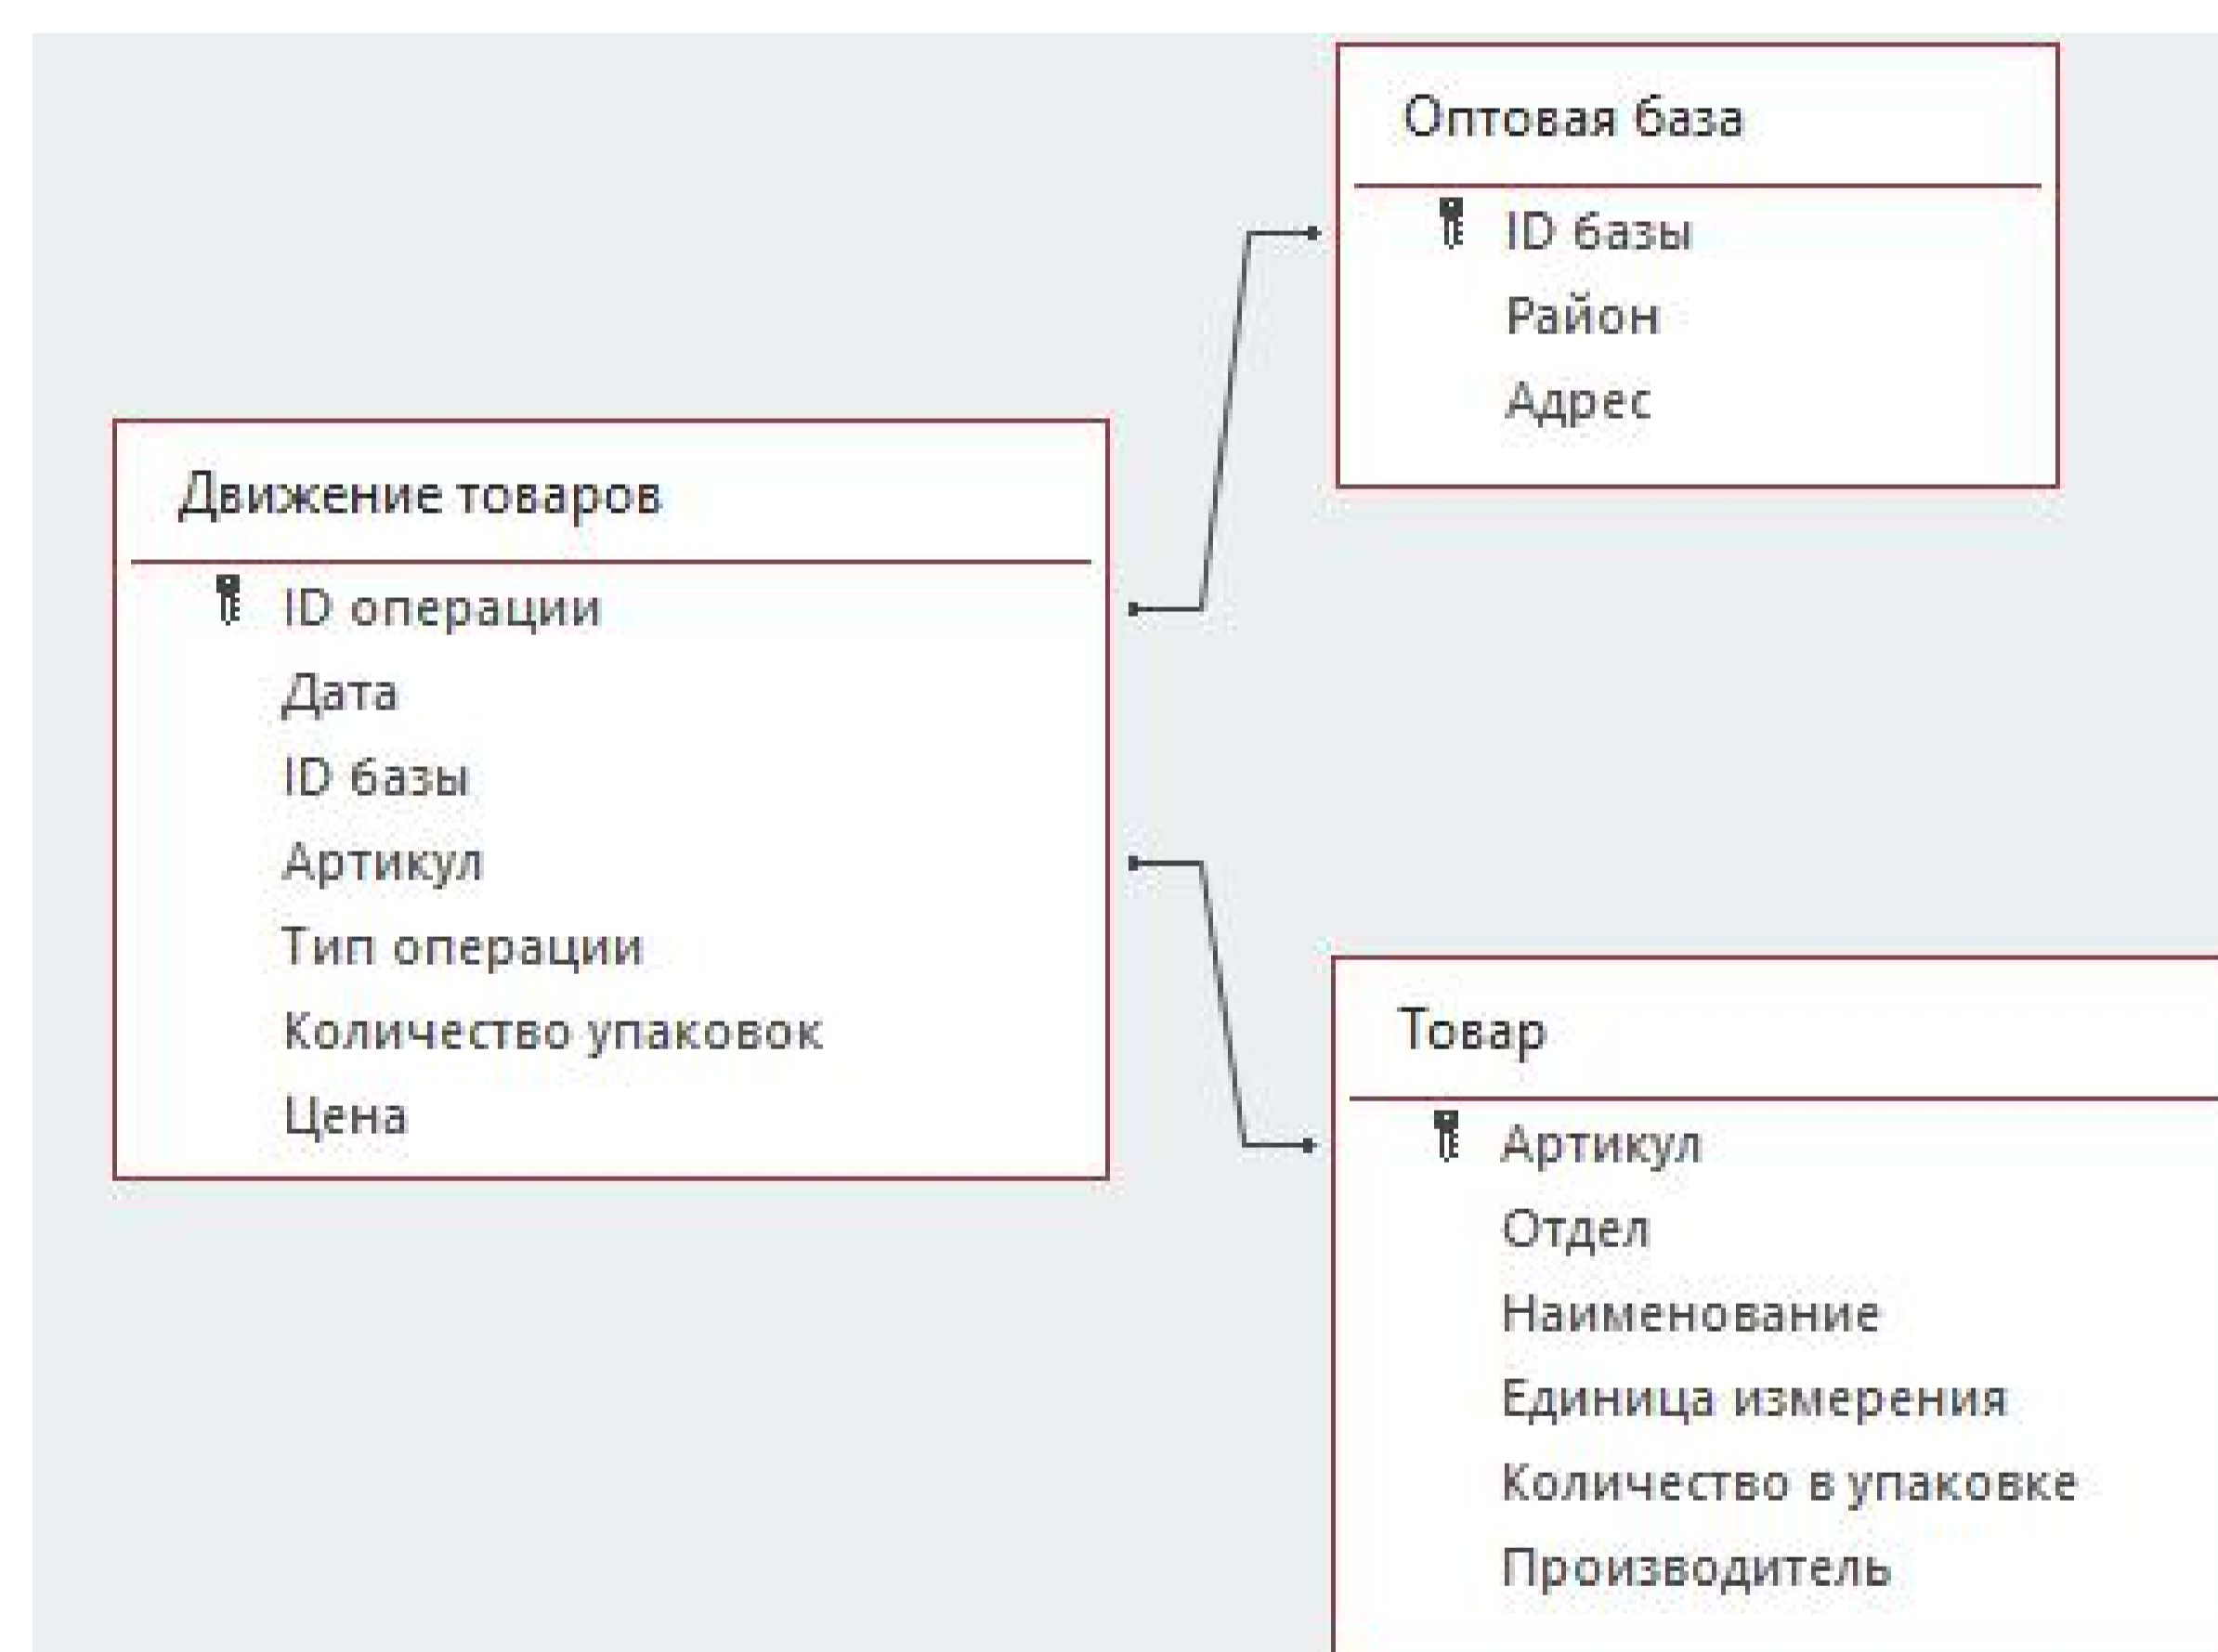 Оптовая база
ID базы
Район
Адрес
Движение товаров
ID операции
Дата
ID базы
Артикул
Тип операции
Количество упаковок
Цена
Товар
Артикул
Отдел
Наименование
Единица измерения
Количество в упаковке
Производитель